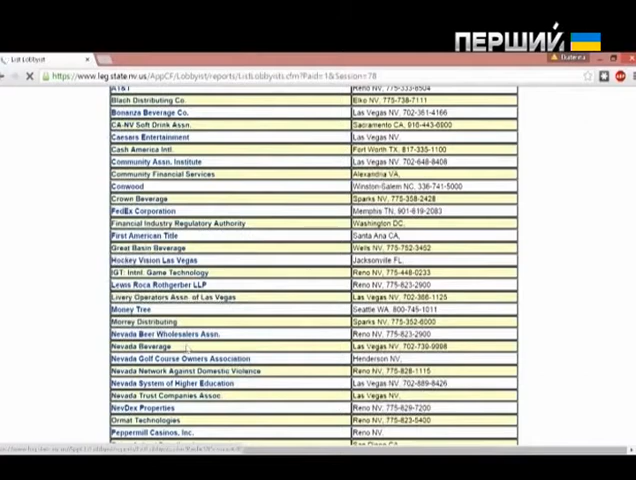 ПЕРШИЙ
List Lobbyist
https://www.leg.state.nv.us/AppCF/Lobbyist/reports/ListLobbyists.cfm?Paid=1&Session=78
AT&T Reno NV, 775-333-6504
Blach Distributing Co. Elko NV, 775-738-7111
Bonanza Beverage Co. Las Vegas NV, 702-361-4166
CA-NV Soft Drink Assn. Sacramento CA, 916-443-6900
Caesars Entertainment Las Vegas NV,
Cash America Intl. Fort Worth TX, 817-335-1100
Community Assn. Institute Las Vegas NV, 702-648-8408
Community Financial Services Alexandria VA,
Conwood Winston-Salem NC, 336-741-5000
Crown Beverage Sparks NV, 775-358-2428
FedEx Corporation Memphis TN, 901-619-2083
Financial Industry Regulatory Authority Washington DC,
First American Title Santa Ana CA,
Great Basin Beverage Wells NV, 775-752-3452
Hockey Vision Las Vegas Jacksonville FL,
IGT: Intnl. Game Technology Reno NV, 775-448-0233
Lewis Roca Rothgerber LLP Reno NV, 775-823-2900
Livery Operators Assn. of Las Vegas Las Vegas NV, 702-366-1125
Money Tree Seattle WA, 800-745-1011
Morrey Distributing Sparks NV, 775-352-6000
Nevada Beer Wholesalers Assn. Reno NV, 775-823-2900
Nevada Beverage Las Vegas NV, 702-739-9098
Nevada Golf Course Owners Association Henderson NV,
Nevada Network Against Domestic Violence Reno NV, 775-828-1115
Nevada System of Higher Education Las Vegas NV, 702-889-8426
Nevada Trust Companies Assoc. Las Vegas NV,
NevDex Properties Reno NV, 775-829-7200
Ormat Technologies Reno NV, 775-823-5400
Peppermill Casinos, Inc. Reno NV,